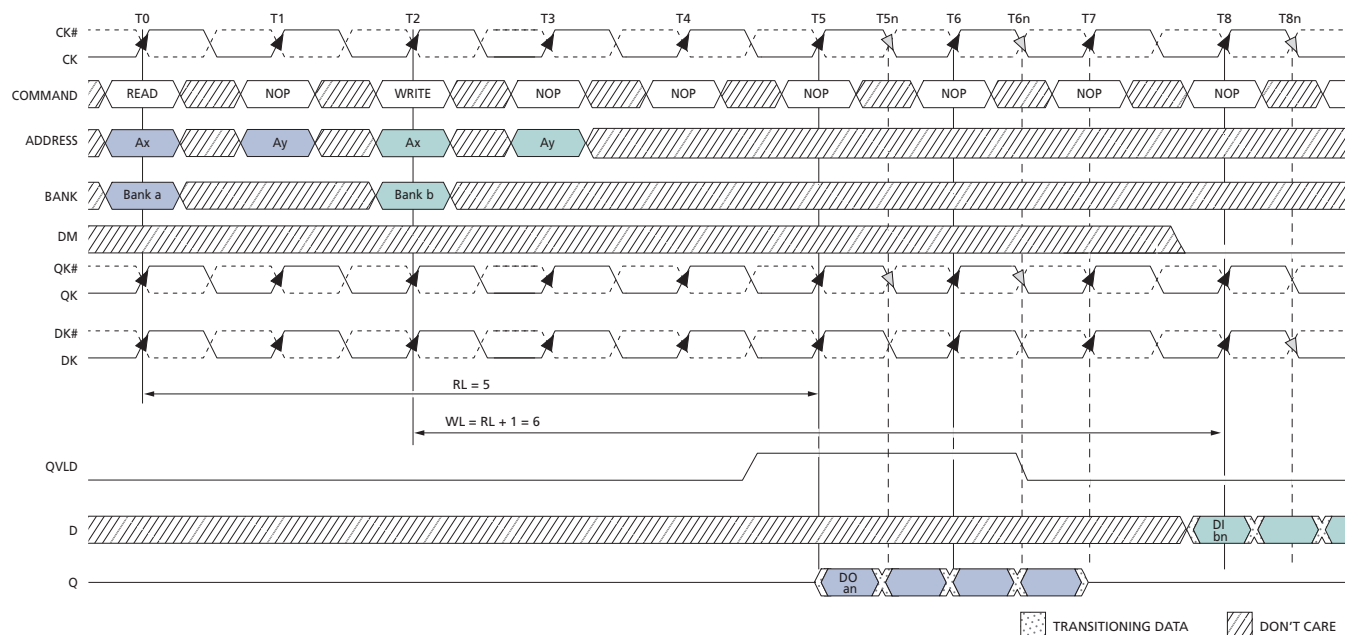 T0 T1 T2 T3 T4 T5 T5n T6 T6n T7 T8 T8n
CK#
CK
COMMAND READ NOP WRITE NOP NOP NOP NOP NOP NOP
ADDRESS Ax Ay Ax Ay
BANK Bank a Bank b
DM
QK#
QK
DK#
DK
RL = 5
WL = RL + 1 = 6
QVLD
D DI
bn
Q DO
an
TRANSITIONING DATA DON'T CARE